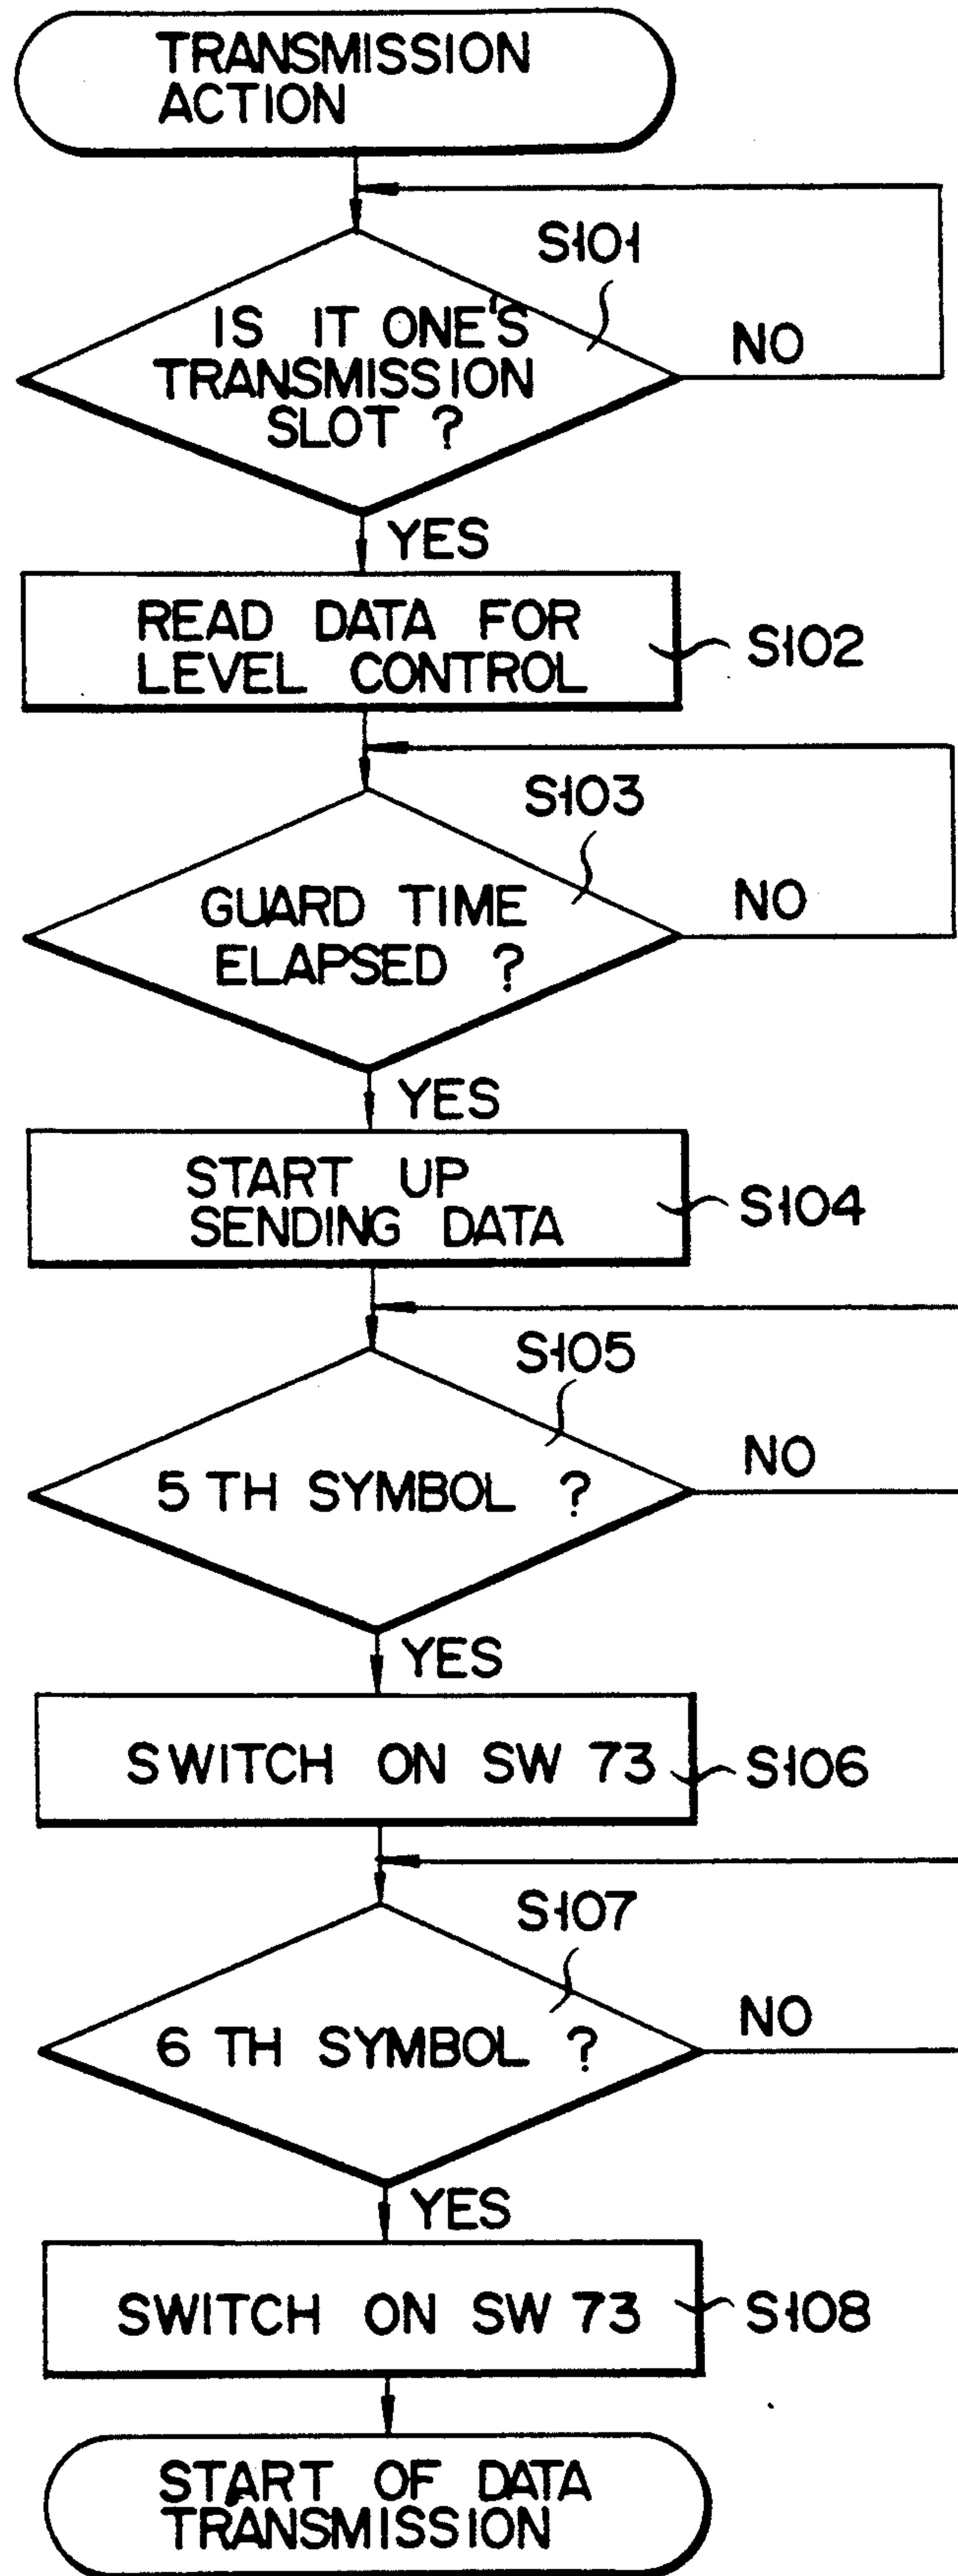 TRANSMISSION
ACTION
S101
IS IT ONE'S
TRANSMISSION
SLOT ?
NO
YES
READ DATA FOR
LEVEL CONTROL
S102
S103
GUARD TIME
ELAPSED ?
NO
YES
START UP
SENDING DATA
S104
S105
5 TH SYMBOL ?
NO
YES
SWITCH ON SW 73
S106
S107
6 TH SYMBOL ?
NO
YES
SWITCH ON SW 73
S108
START OF DATA
TRANSMISSION